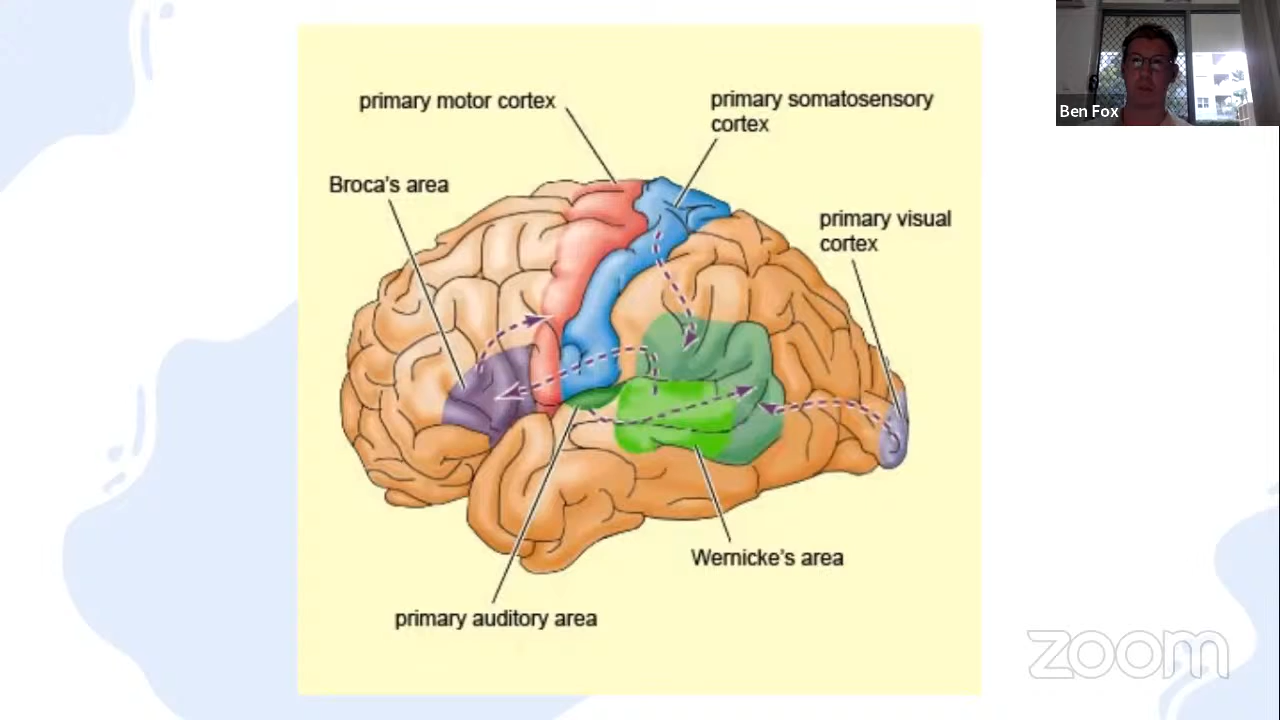 primary motor cortex
primary somatosensory
cortex
Broca's area
primary visual
cortex
Wernicke's area
primary auditory area
Ben Fox
zoom